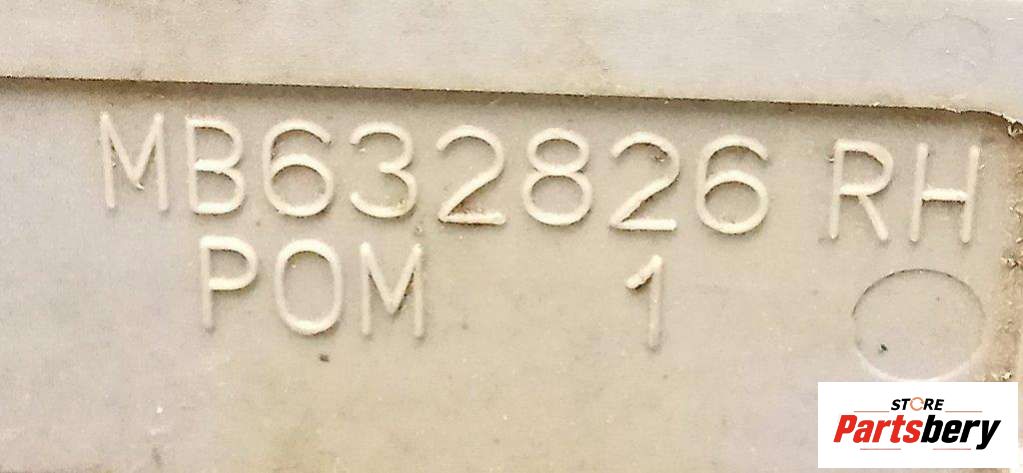 MB632826 RH
POM 1
STORE
Partsbery